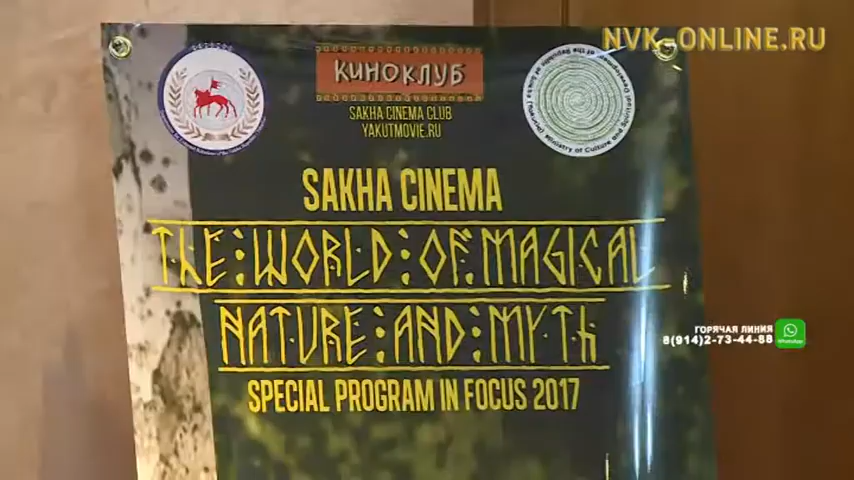 NVK-ONLINE.RU
КИНОКЛУБ
SAKHA CINEMA CLUB
YAKUTMOVIE.RU
SAKHA CINEMA
THE:WORLD:OF:MAGICAL
NATURE:AND:MYTH
SPECIAL PROGRAM IN FOCUS 2017
ГОРЯЧАЯ ЛИНИЯ
8(914)2-73-44-88
WhatsApp